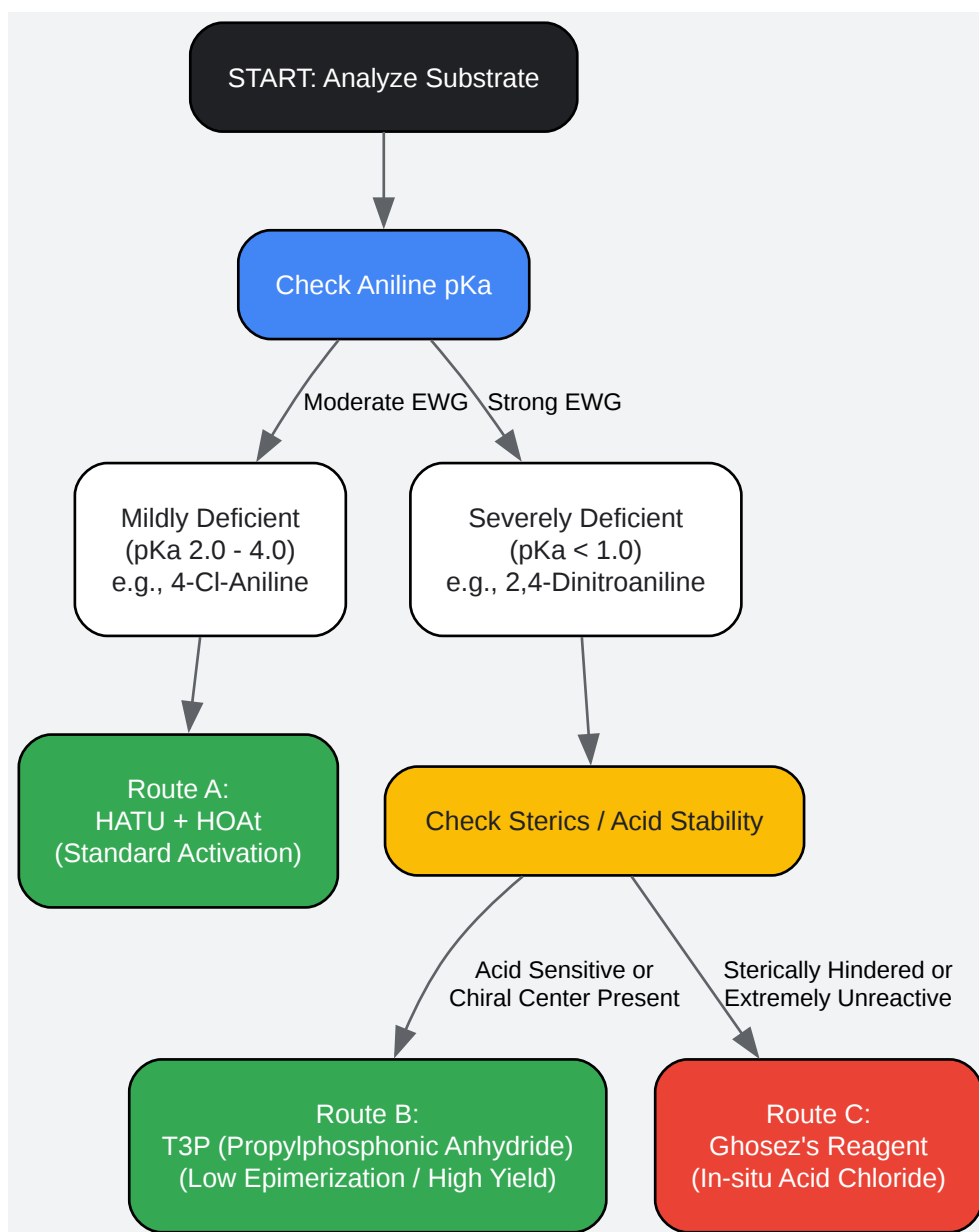 START: Analyze Substrate
Check Aniline pKa
Moderate EWG
Strong EWG
Mildly Deficient
(pKa 2.0 - 4.0)
e.g., 4-Cl-Aniline
Severely Deficient
(pKa < 1.0)
e.g., 2,4-Dinitroaniline
Route A:
HATU + HOAt
(Standard Activation)
Check Sterics / Acid Stability
Acid Sensitive or
Chiral Center Present
Sterically Hindered or
Extremely Unreactive
Route B:
T3P (Propylphosphonic Anhydride)
(Low Epimerization / High Yield)
Route C:
Ghosez's Reagent
(In-situ Acid Chloride)